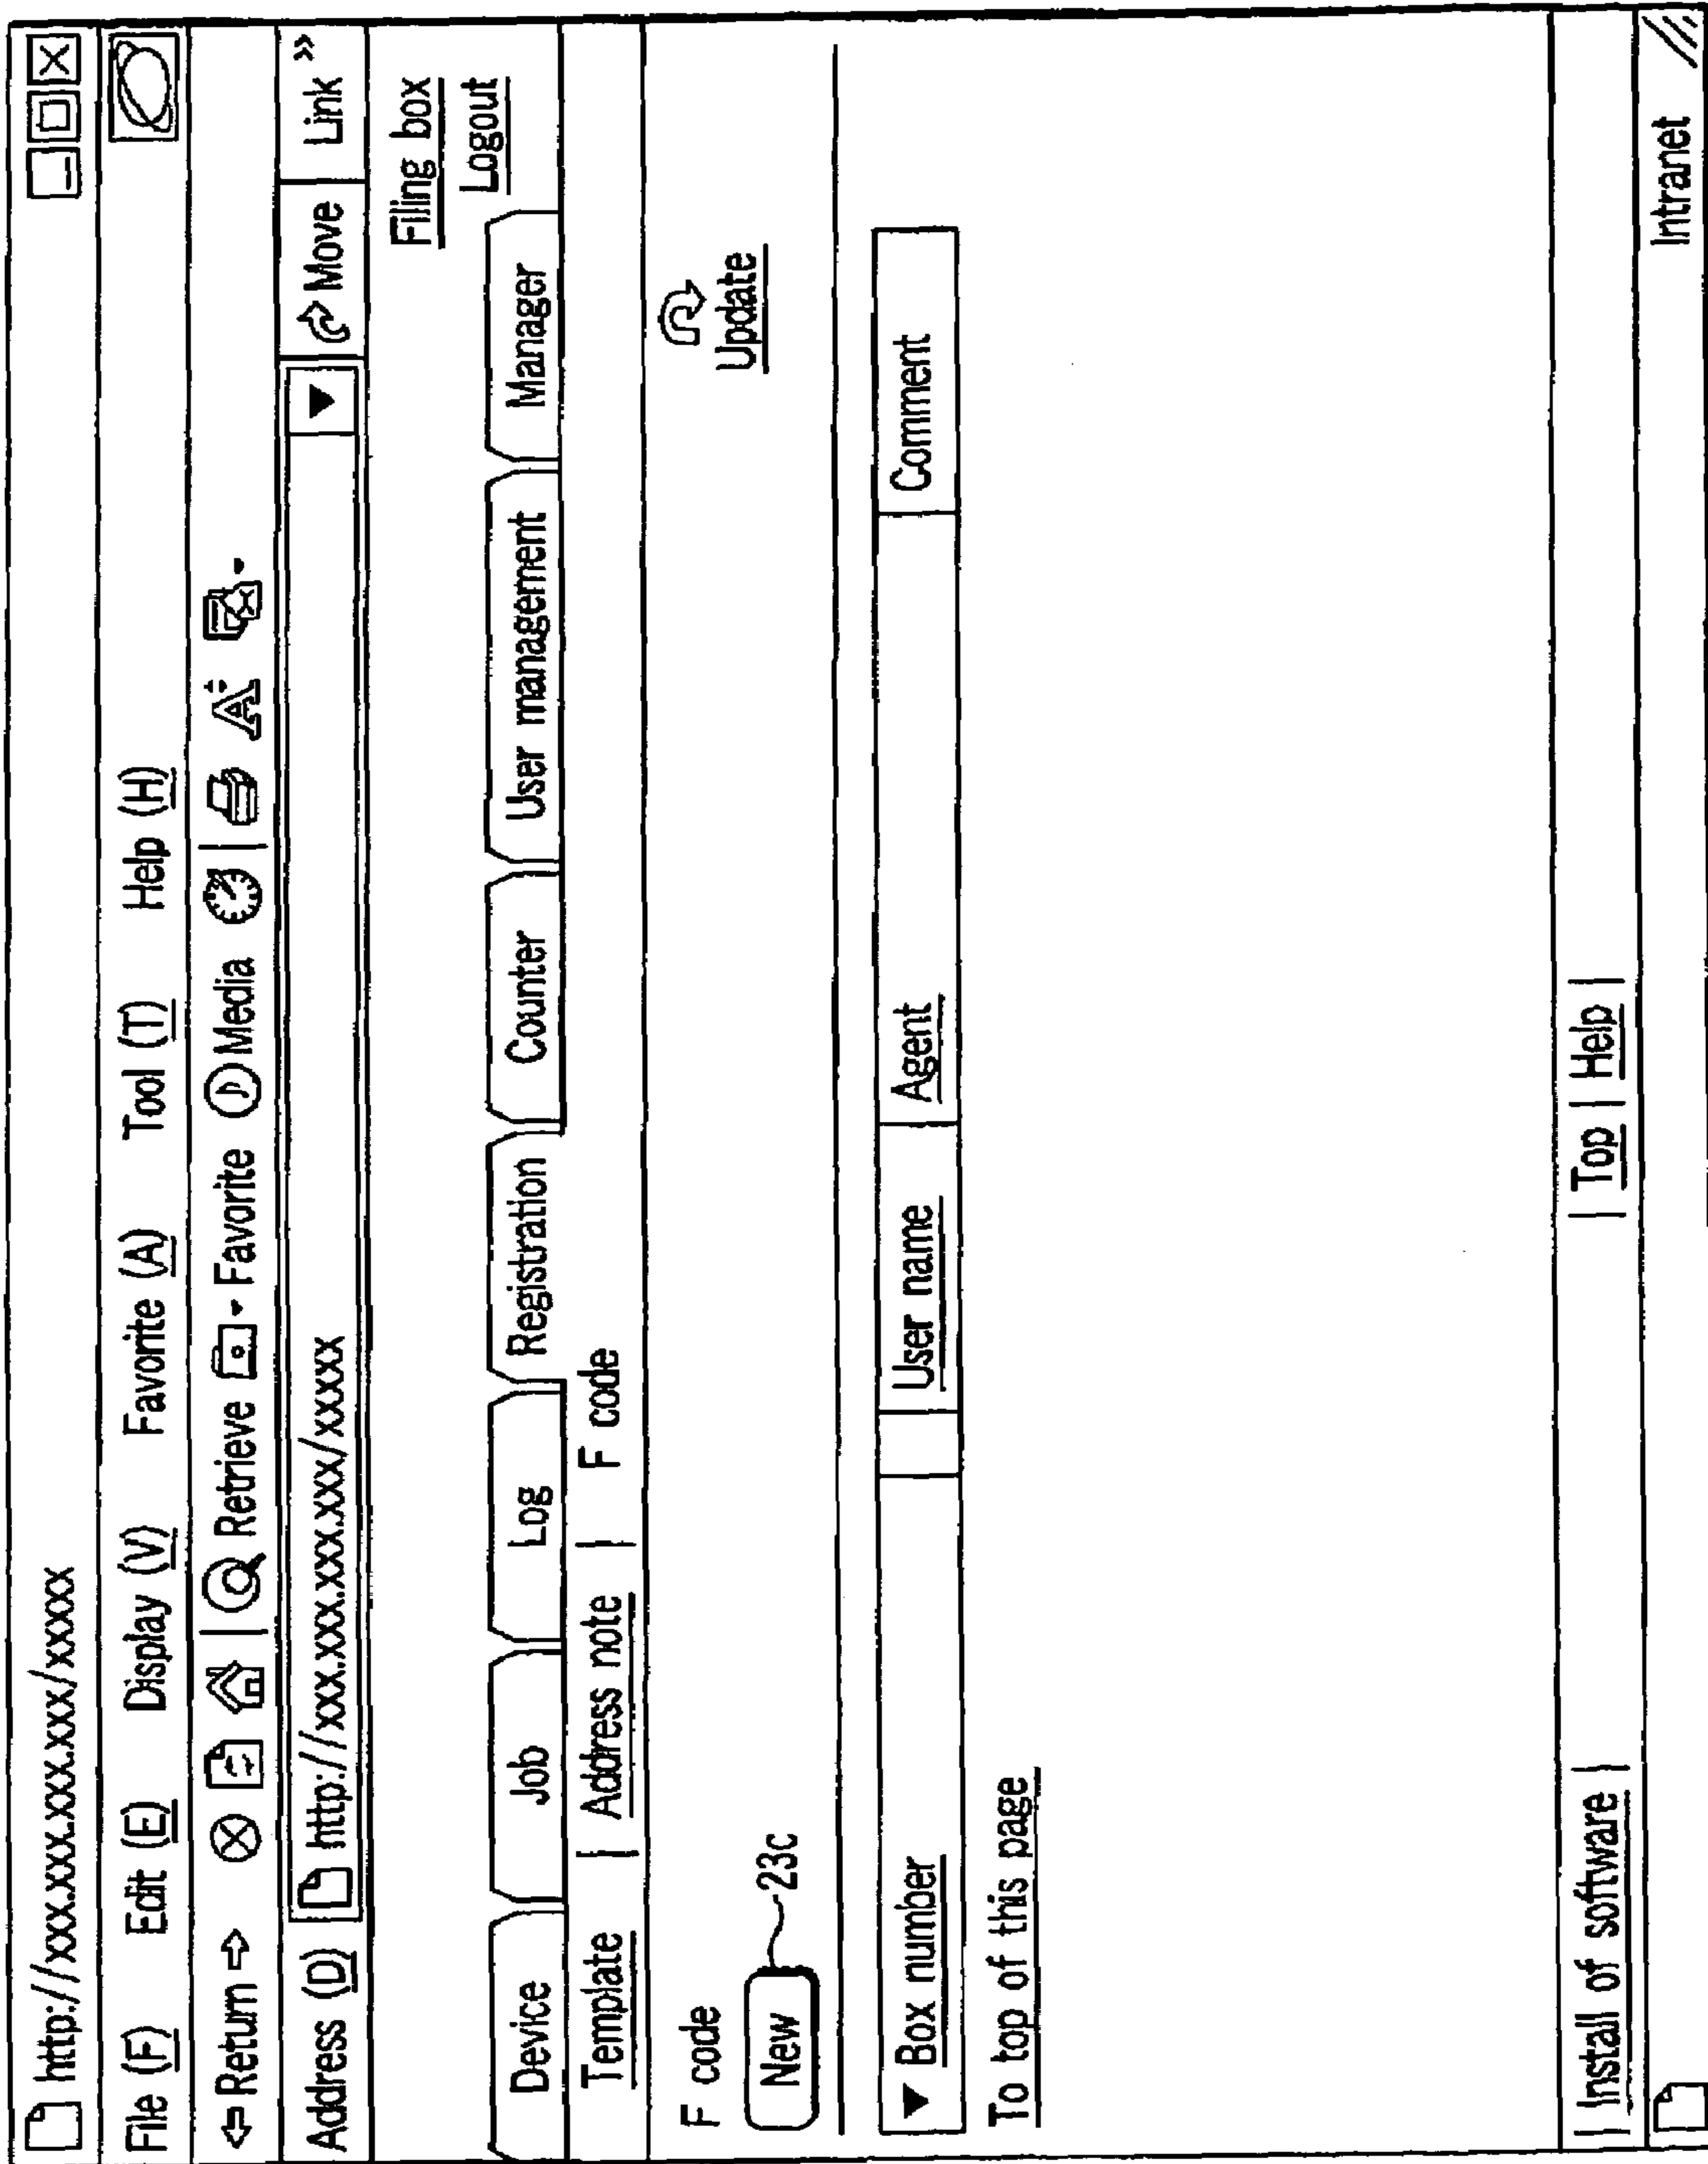 http://xxx.xxx.xxx.xxx/xxxx
File (F) Edit (E) Display (V) Favorite (A) Tool (T) Help (H)
Return Retrieve Favorite Media
Address (D) http://xxx.xxx.xxx.xxx/xxxx Move Link »
Filing box
Logout
Device Job Log Registration Counter User management Manager
Template | Address note | F code
F code
Update
New 23c
▼ Box number User name Agent Comment
To top of this page
| Install of software | | Top | Help |
Intranet